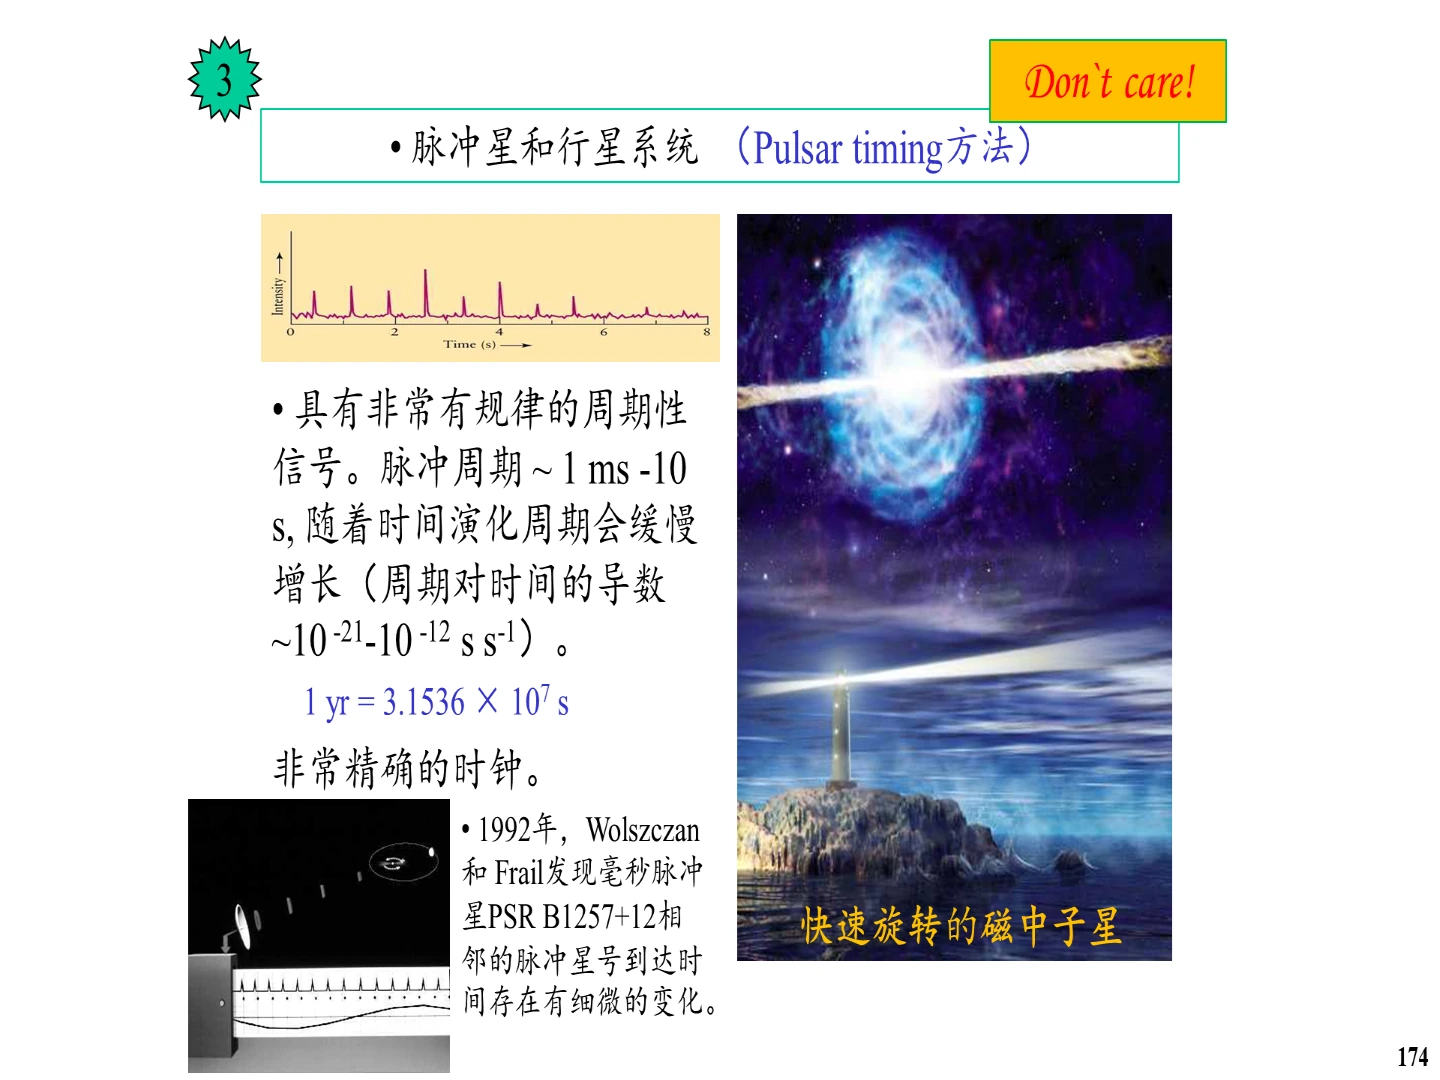 3
Don`t care!
• 脉冲星和行星系统 （Pulsar timing方法）
Intensity
0 2 4 6 8
Time (s)
• 具有非常有规律的周期性
信号。脉冲周期 ~ 1 ms -10
s, 随着时间演化周期会缓慢
增长（周期对时间的导数
~10 -21-10 -12 s s-1）。
1 yr = 3.1536 × 107 s
非常精确的时钟。
• 1992年，Wolszczan
和 Frail发现毫秒脉冲
星PSR B1257+12相
邻的脉冲星号到达时
间存在有细微的变化。
快速旋转的磁中子星
174